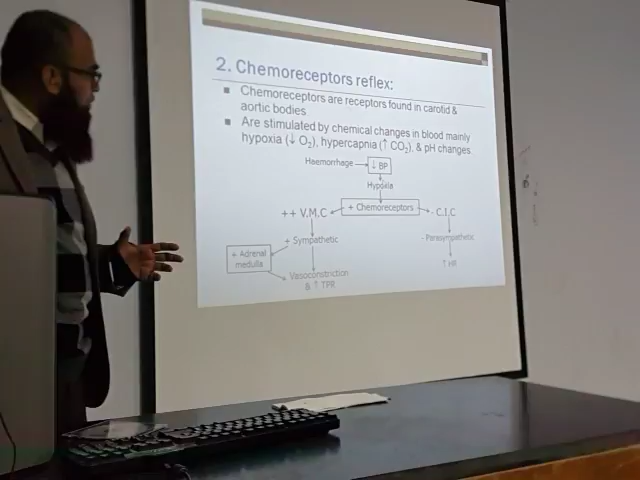 2. Chemoreceptors reflex:
▪ Chemoreceptors are receptors found in carotid &
aortic bodies
▪ Are stimulated by chemical changes in blood mainly
hypoxia (↓ O₂), hypercapnia (↑ CO₂), & pH changes
Haemorrhage → ↓ BP
Hypoxia
+ Chemoreceptors
++ V.M.C
- C.I.C
+ Sympathetic
- Parasympathetic
+ Adrenal
medulla
↑ HR
Vasoconstriction
& ↑ TPR